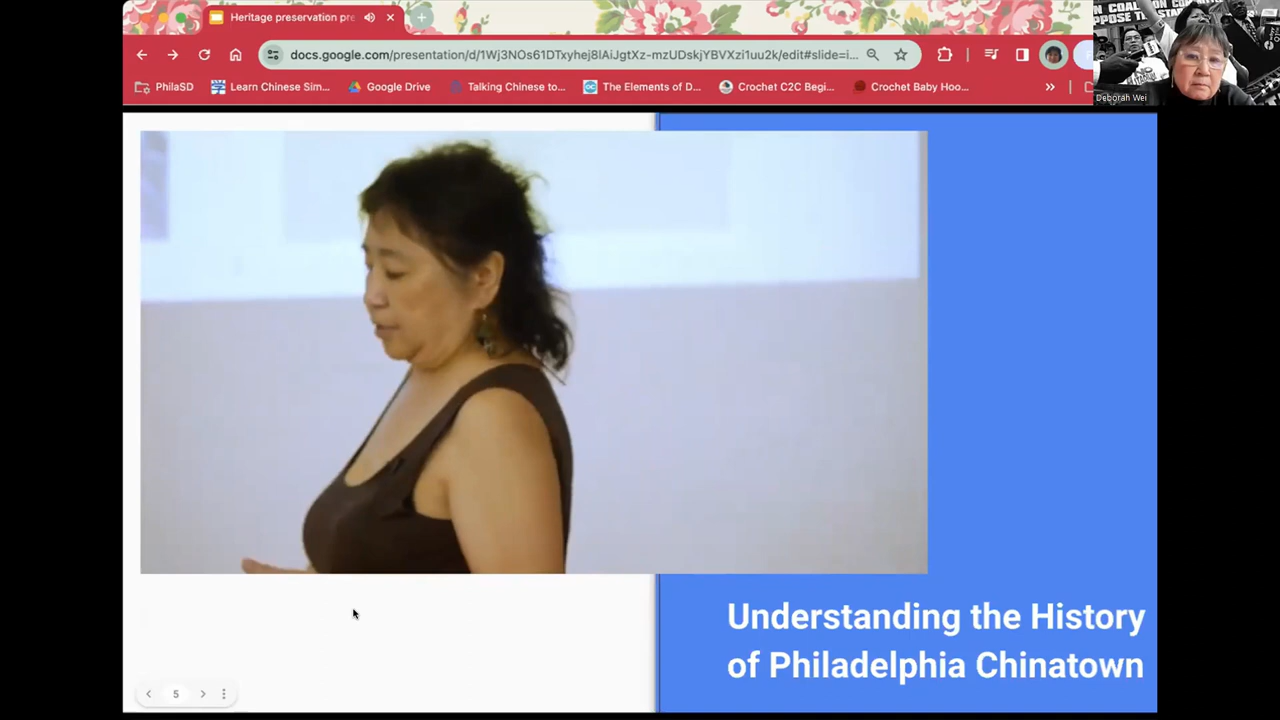 Heritage preservation pre
docs.google.com/presentation/d/1Wj3NOs61DTxyhej8lAiJgtXz-mzUDskjYBVXzi1uu2k/edit#slide=i...
PhilaSD
Learn Chinese Sim...
Google Drive
Talking Chinese to...
The Elements of D...
Crochet C2C Begi...
Crochet Baby Hoo...
Deborah Wei
Understanding the History
of Philadelphia Chinatown
5